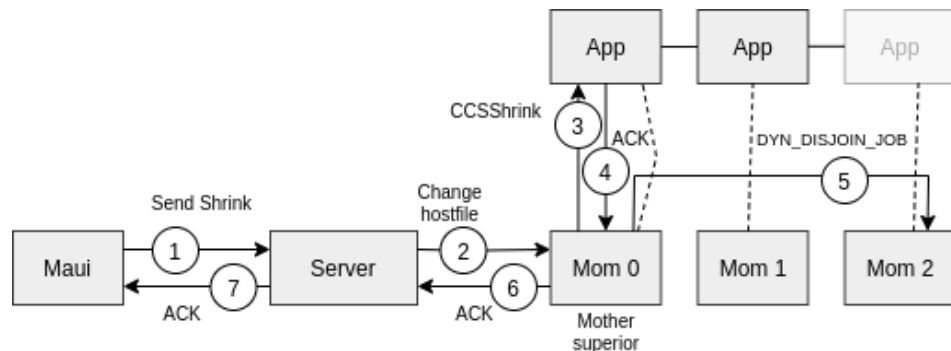 App
App
App
CCSShrink
3
ACK
4
DYN_DISJOIN_JOB
5
Send Shrink
Change
hostfile
Maui
1
Server
2
Mom 0
Mom 1
Mom 2
7
6
ACK
ACK
Mother
superior